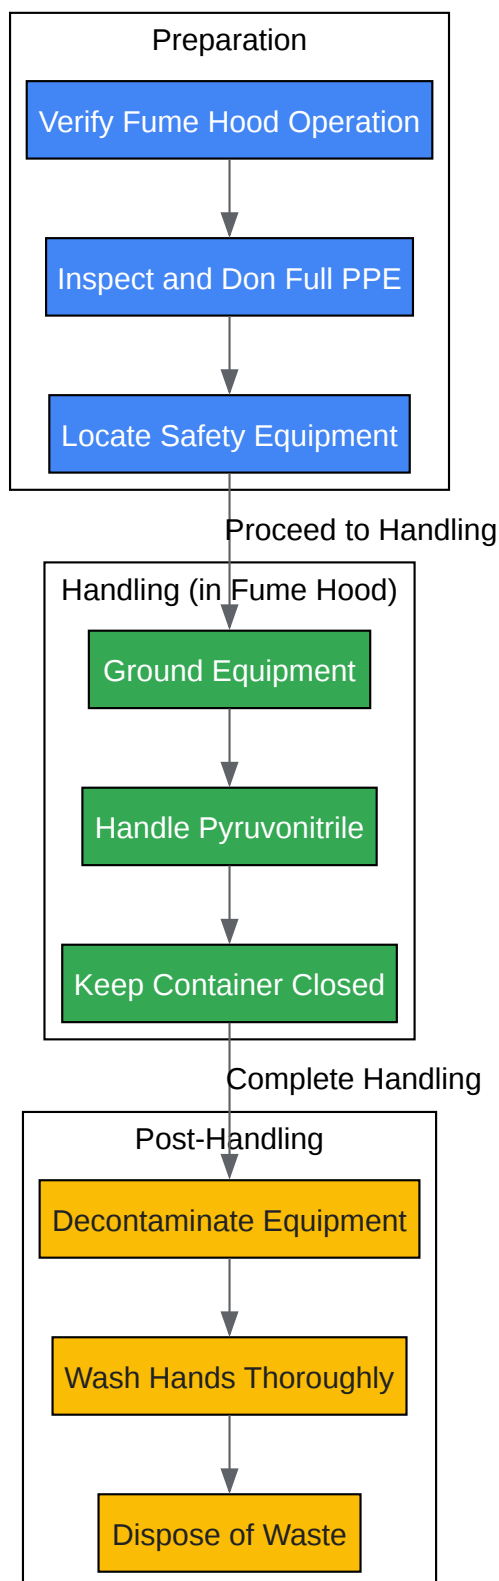 Preparation
Verify Fume Hood Operation
Inspect and Don Full PPE
Locate Safety Equipment
Proceed to Handling
Handling (in Fume Hood)
Ground Equipment
Handle Pyruvonitrile
Keep Container Closed
Complete Handling
Post-Handling
Decontaminate Equipment
Wash Hands Thoroughly
Dispose of Waste